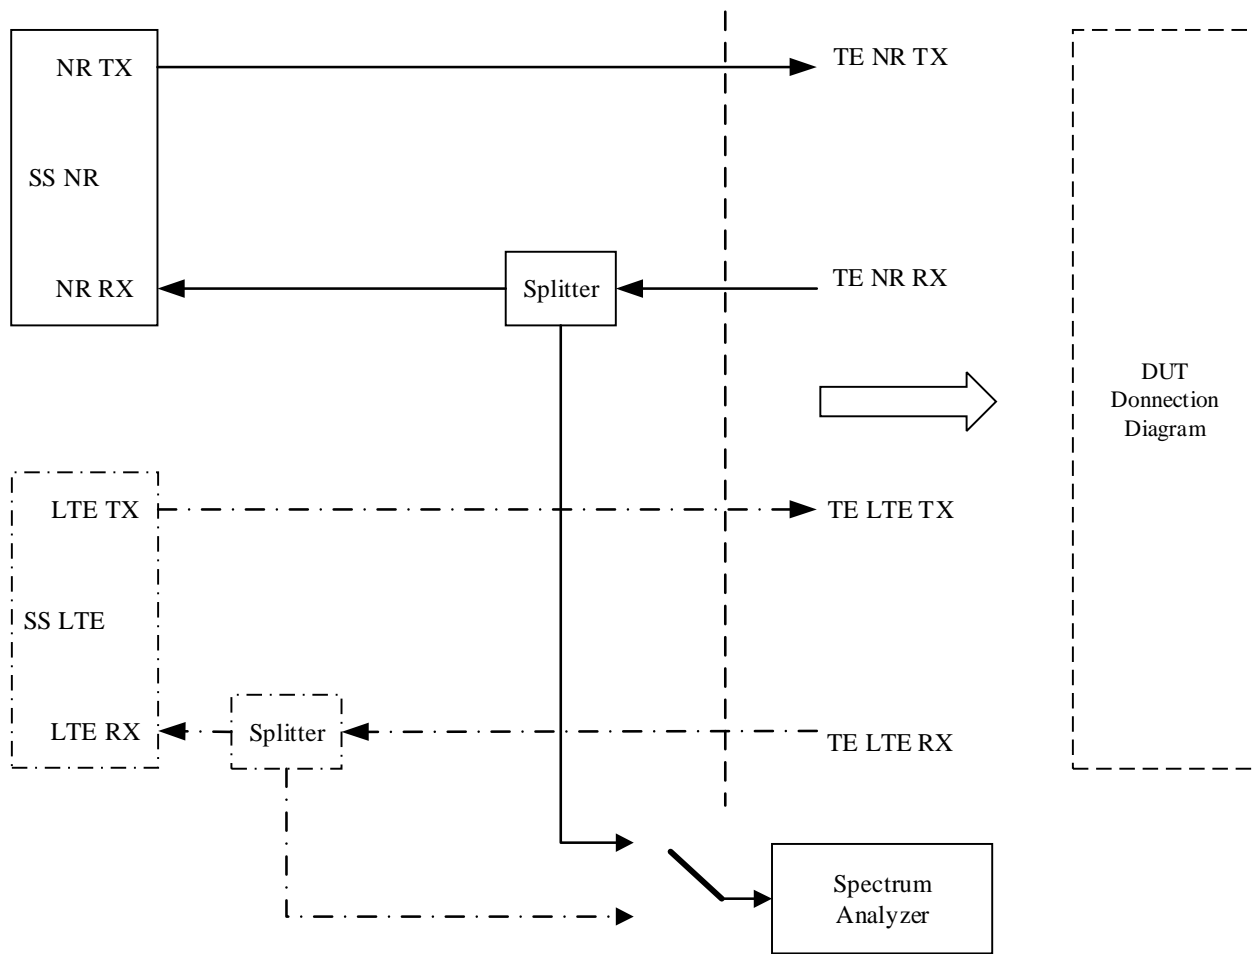 NR TX
TE NR TX
SS NR
NR RX
Splitter
TE NR RX
DUT
Donnection
Diagram
LTE TX
TE LTE TX
SS LTE
LTE RX
Splitter
TE LTE RX
Spectrum
Analyzer